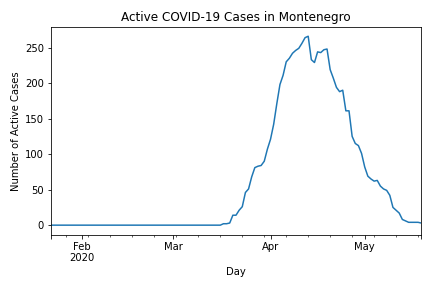 Active COVID-19 Cases in Montenegro
Number of Active Cases
250
200
150
100
50
0
Feb
2020
Mar
Apr
May
Day